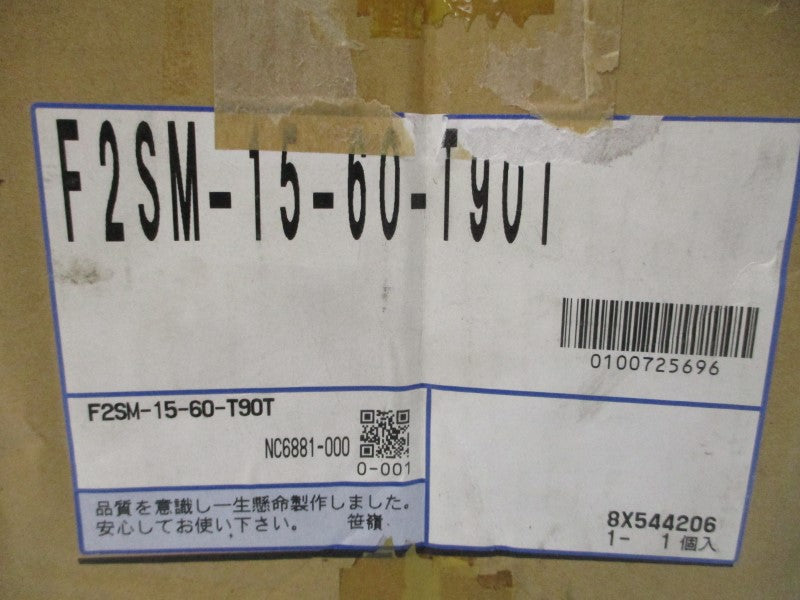 F2SM-15-60-T90T
0100725696
F2SM-15-60-T90T
NC6881-000
0-001
品質を意識し一生懸命製作しました。
安心してお使い下さい。 笹嶺
8X544206
1- 1個入